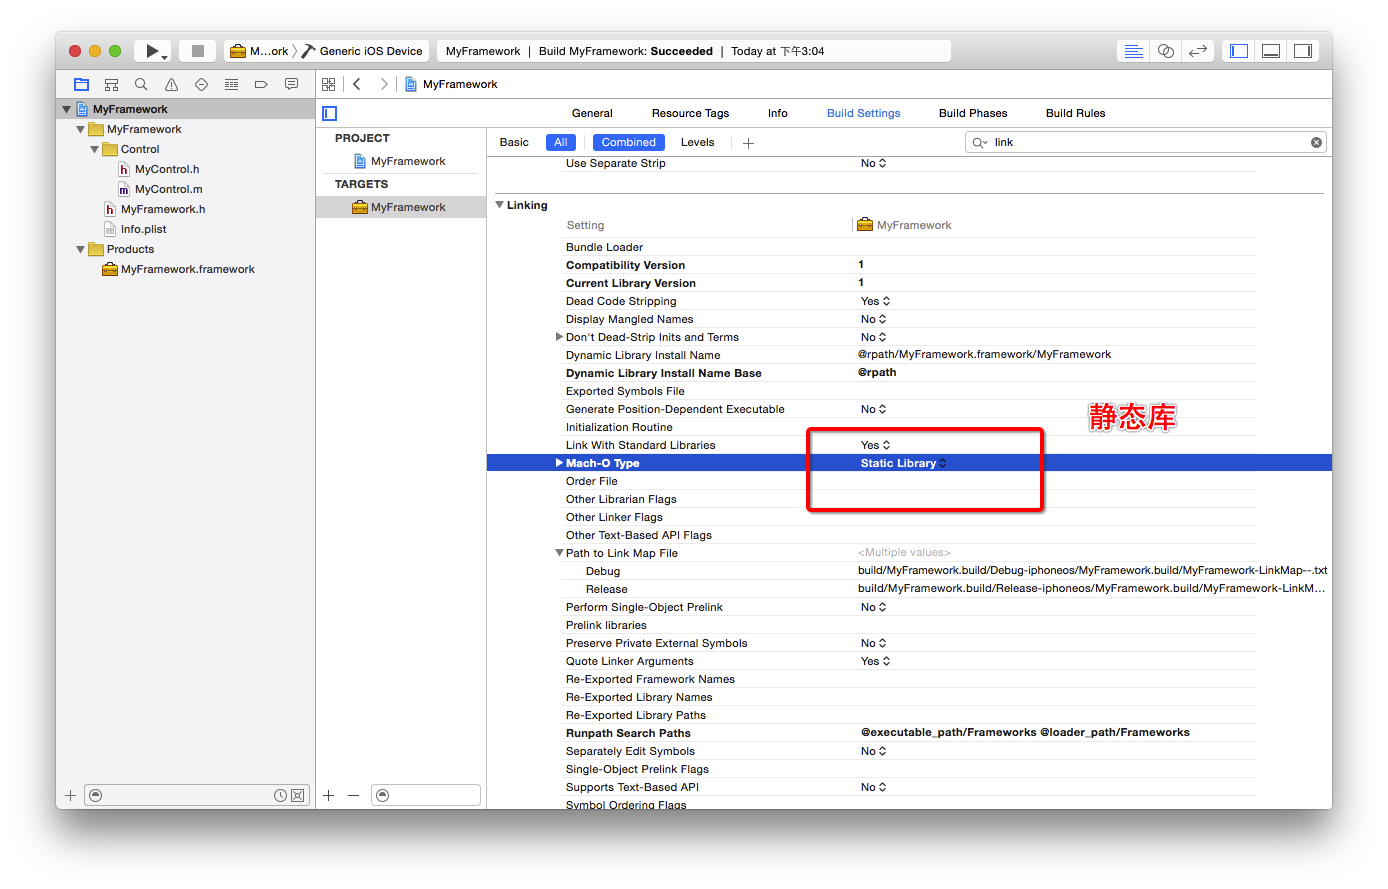 M...ork
Generic iOS Device
MyFramework | Build MyFramework: Succeeded | Today at 下午3:04
MyFramework
MyFramework
MyFramework
Control
MyControl.h
MyControl.m
MyFramework.h
Info.plist
Products
MyFramework.framework
General
Resource Tags
Info
Build Settings
Build Phases
Build Rules
PROJECT
MyFramework
TARGETS
MyFramework
Basic
All
Combined
Levels
link
Use Separate Strip No
Linking
Setting MyFramework
Bundle Loader
Compatibility Version 1
Current Library Version 1
Dead Code Stripping Yes
Display Mangled Names No
Don't Dead-Strip Inits and Terms No
Dynamic Library Install Name @rpath/MyFramework.framework/MyFramework
Dynamic Library Install Name Base @rpath
Exported Symbols File
Generate Position-Dependent Executable No
静态库
Initialization Routine
Link With Standard Libraries Yes
Mach-O Type Static Library
Order File
Other Librarian Flags
Other Linker Flags
Other Text-Based API Flags
Path to Link Map File <Multiple values>
Debug build/MyFramework.build/Debug-iphoneos/MyFramework.build/MyFramework-LinkMap--.txt
Release build/MyFramework.build/Release-iphoneos/MyFramework.build/MyFramework-LinkM...
Perform Single-Object Prelink No
Prelink libraries
Preserve Private External Symbols No
Quote Linker Arguments Yes
Re-Exported Framework Names
Re-Exported Library Names
Re-Exported Library Paths
Runpath Search Paths @executable_path/Frameworks @loader_path/Frameworks
Separately Edit Symbols No
Single-Object Prelink Flags
Supports Text-Based API No
Symbol Ordering Flags